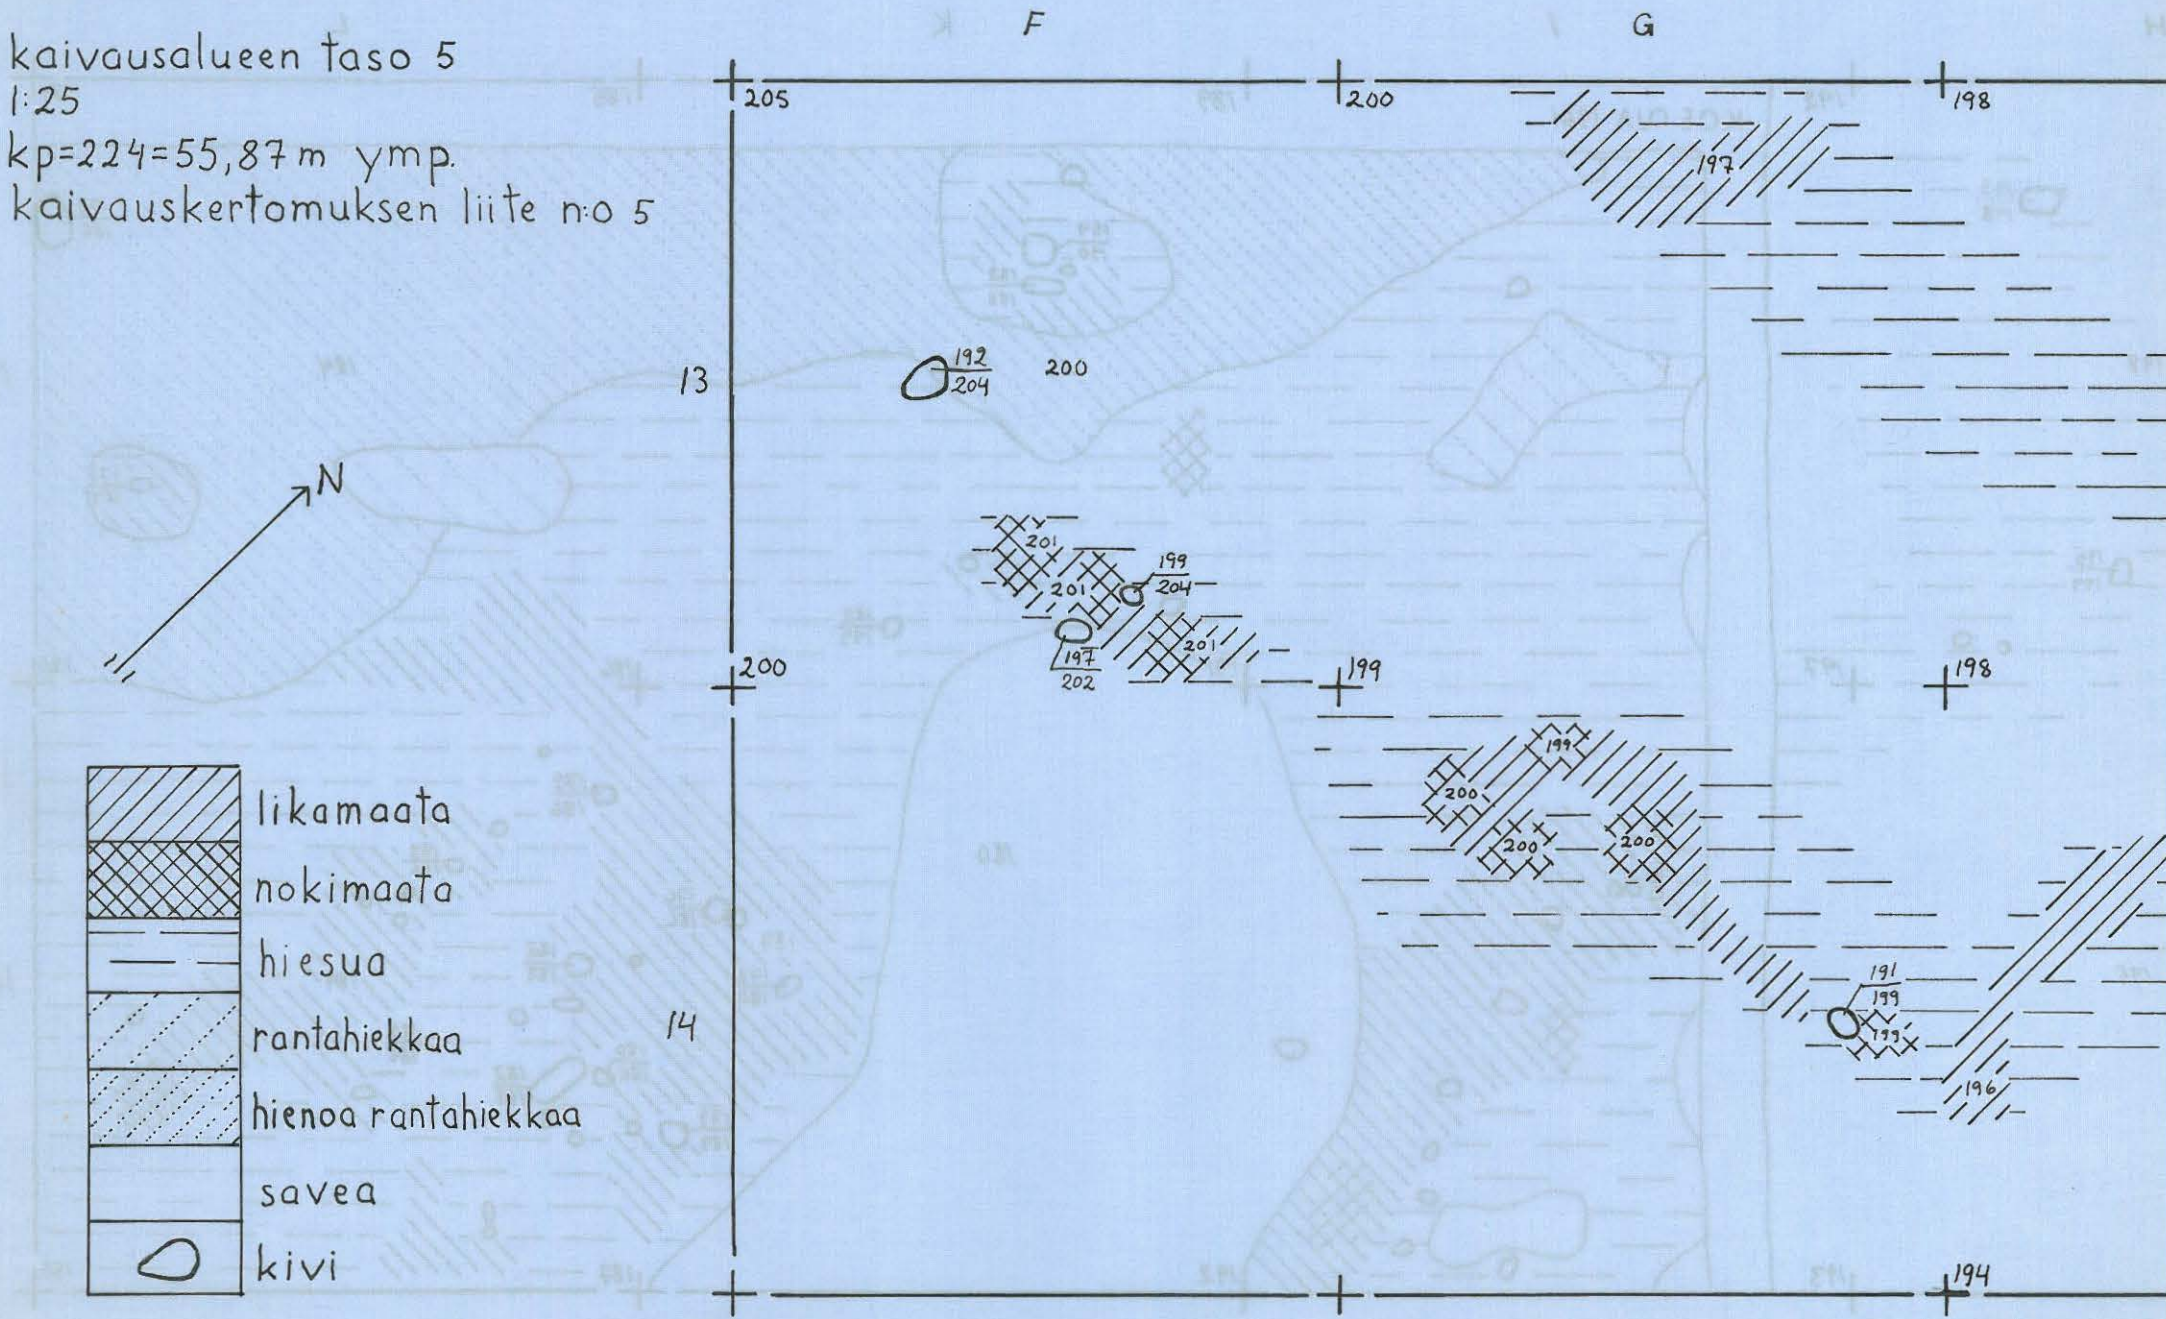 F G
kaivausalueen taso 5
1:25
kp=224=55,87 m ymp.
kaivauskertomuksen liite n:o 5
205 200 198
197
13
192
204
200
N
201
199
204
201
201
197
202
200 199 198
199
200
200 200
likamaata
nokimaata
hiesua
rantahiekkaa
hienoa rantahiekkaa
savea
kivi
14
191
199
199
196
194